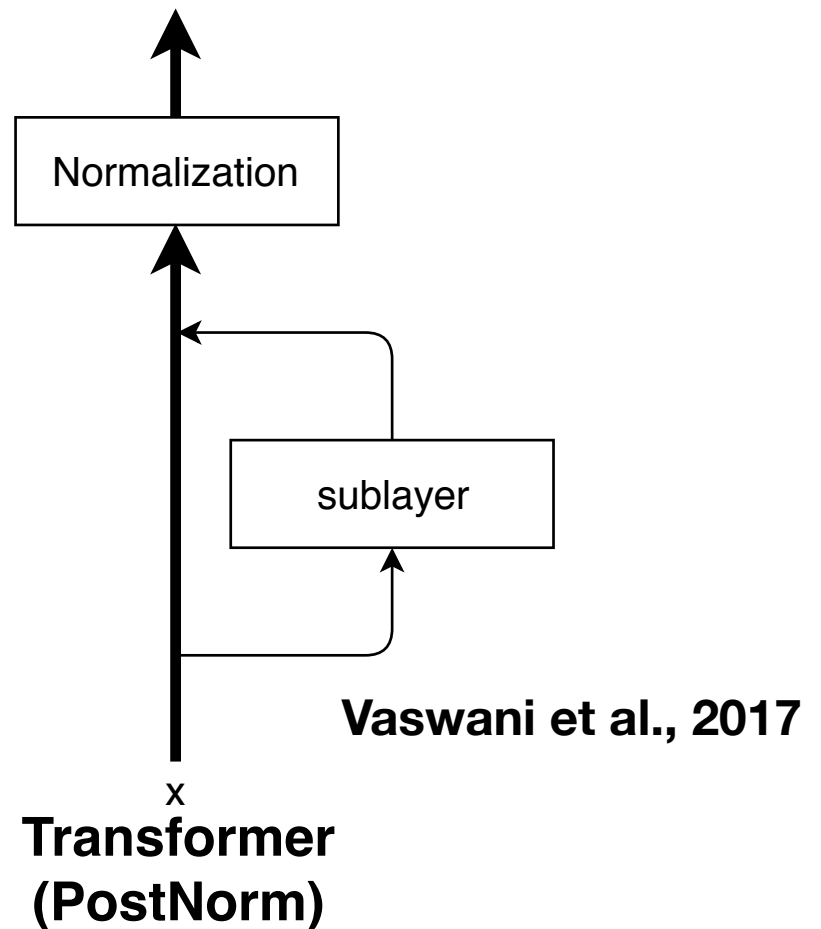 Normalization
sublayer
Vaswani et al., 2017
x
Transformer
(PostNorm)